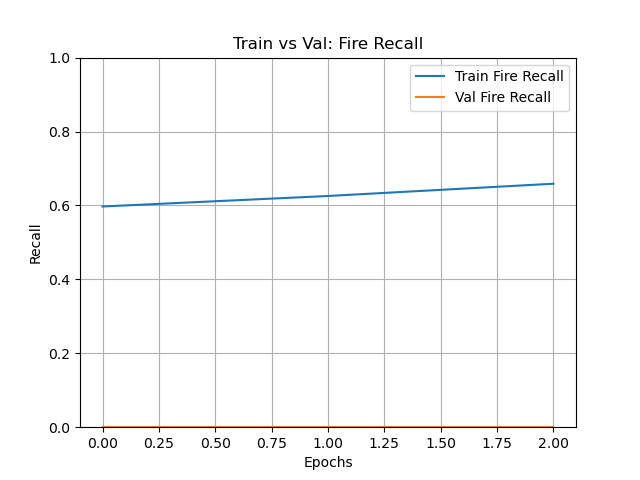 Train vs Val: Fire Recall
Train Fire Recall
Val Fire Recall
1.0
0.8
0.6
0.4
0.2
0.0
Recall
0.00 0.25 0.50 0.75 1.00 1.25 1.50 1.75 2.00
Epochs